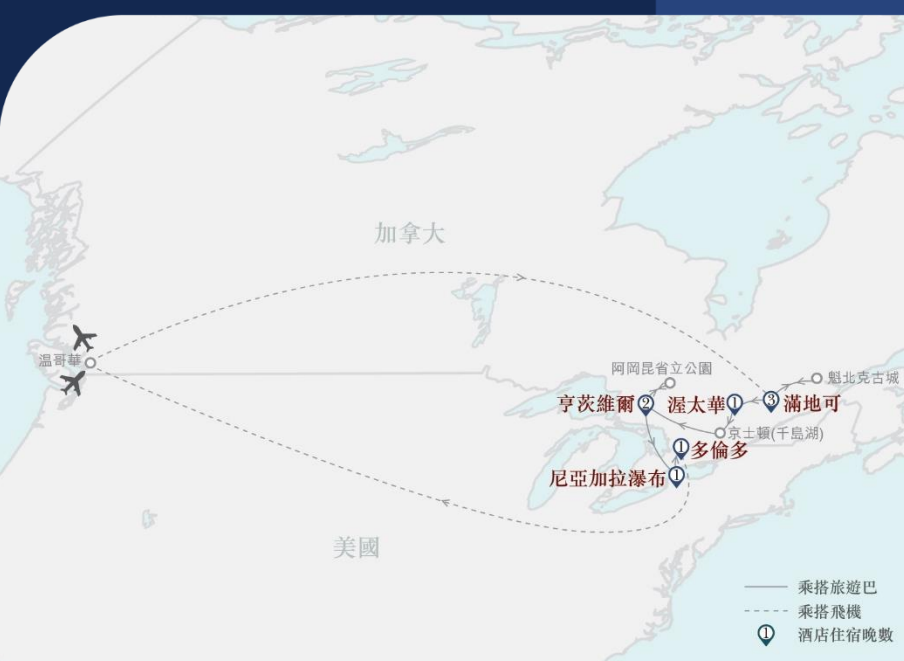 加拿大
溫哥華
阿岡昆省立公園
魁北克古城
亨茨維爾 2
渥太華 1
3 滿地可
京士頓(千島湖)
1 多倫多
尼亞加拉瀑布 1
美國
乘搭旅遊巴
乘搭飛機
1 酒店住宿晚數